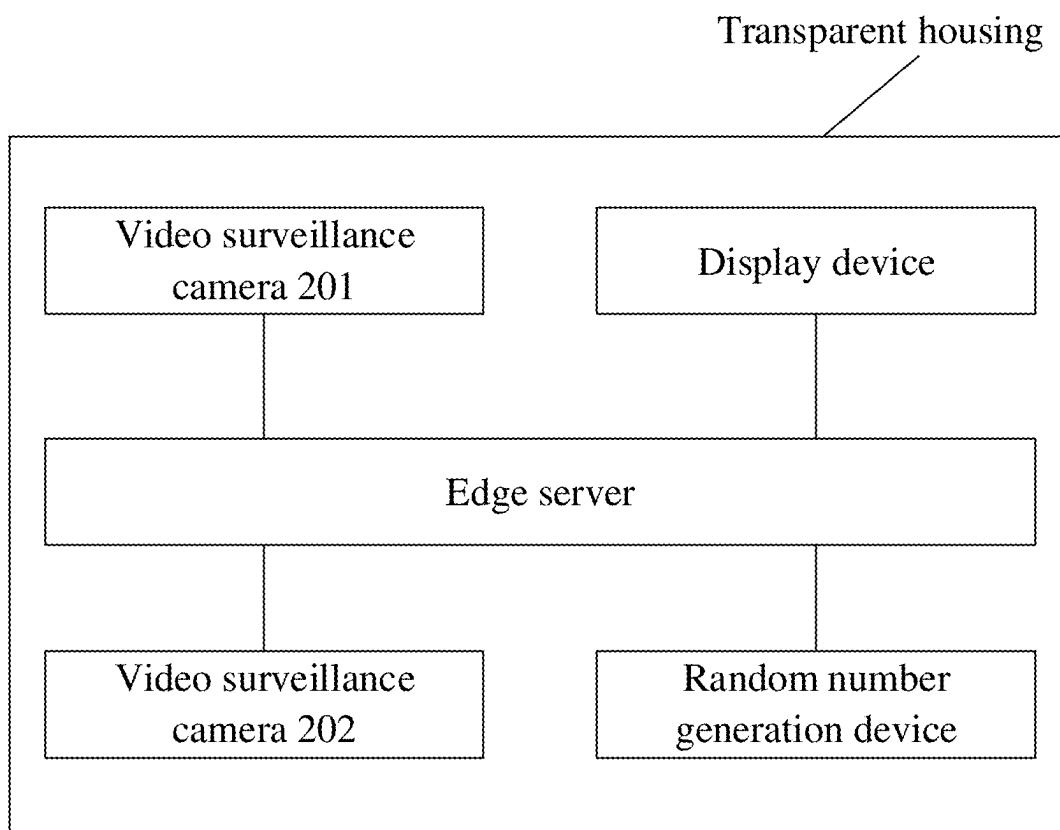 Transparent housing
Video surveillance
camera 201
Display device
Edge server
Video surveillance
camera 202
Random number
generation device